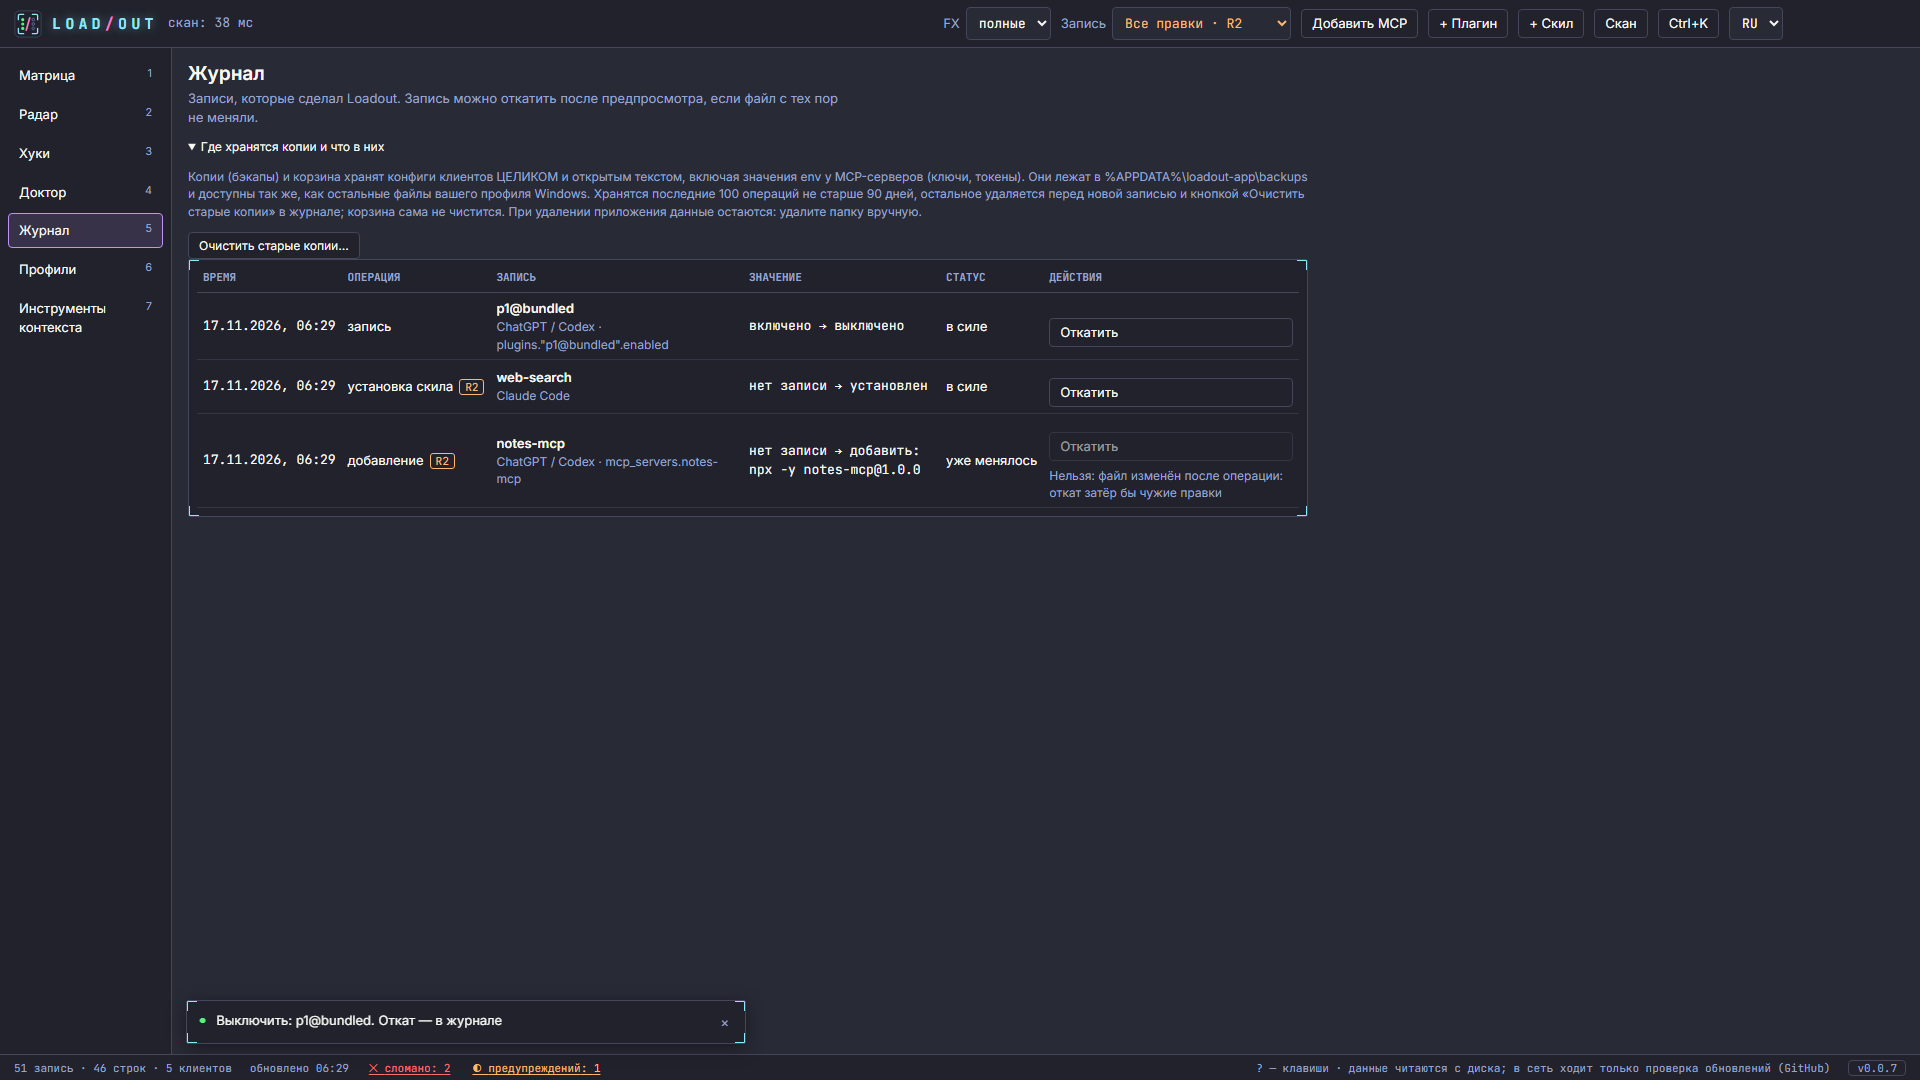 LOAD/OUT скан: 38 мс FX полные Запись Все правки · R2 Добавить MCP + Плагин + Скил Скан Ctrl+K RU
Матрица 1
Радар 2
Хуки 3
Доктор 4
Журнал 5
Профили 6
Инструменты контекста 7
Журнал
Записи, которые сделал Loadout. Запись можно откатить после предпросмотра, если файл с тех пор
не меняли.
▼ Где хранятся копии и что в них
Копии (бэкапы) и корзина хранят конфиги клиентов ЦЕЛИКОМ и открытым текстом, включая значения env у MCP-серверов (ключи, токены). Они лежат в %APPDATA%\loadout-app\backups
и доступны так же, как остальные файлы вашего профиля Windows. Хранятся последние 100 операций не старше 90 дней, остальное удаляется перед новой записью и кнопкой «Очистить
старые копии» в журнале; корзина сама не чистится. При удалении приложения данные остаются: удалите папку вручную.
Очистить старые копии...
ВРЕМЯ ОПЕРАЦИЯ ЗАПИСЬ ЗНАЧЕНИЕ СТАТУС ДЕЙСТВИЯ
p1@bundled
17.11.2026, 06:29 запись ChatGPT / Codex · включено → выключено в силе Откатить
plugins."p1@bundled".enabled
web-search
17.11.2026, 06:29 установка скила R2 нет записи → установлен в силе Откатить
Claude Code
notes-mcp Откатить
17.11.2026, 06:29 добавление R2 ChatGPT / Codex · mcp_servers.notes- нет записи → добавить: уже менялось Нельзя: файл изменён после операции:
mcp npx -y notes-mcp@1.0.0 откат затёр бы чужие правки
Выключить: p1@bundled. Откат — в журнале ×
51 запись · 46 строк · 5 клиентов обновлено 06:29 сломано: 2 предупреждений: 1 ? — клавиши · данные читаются с диска; в сеть ходит только проверка обновлений (GitHub) v0.0.7